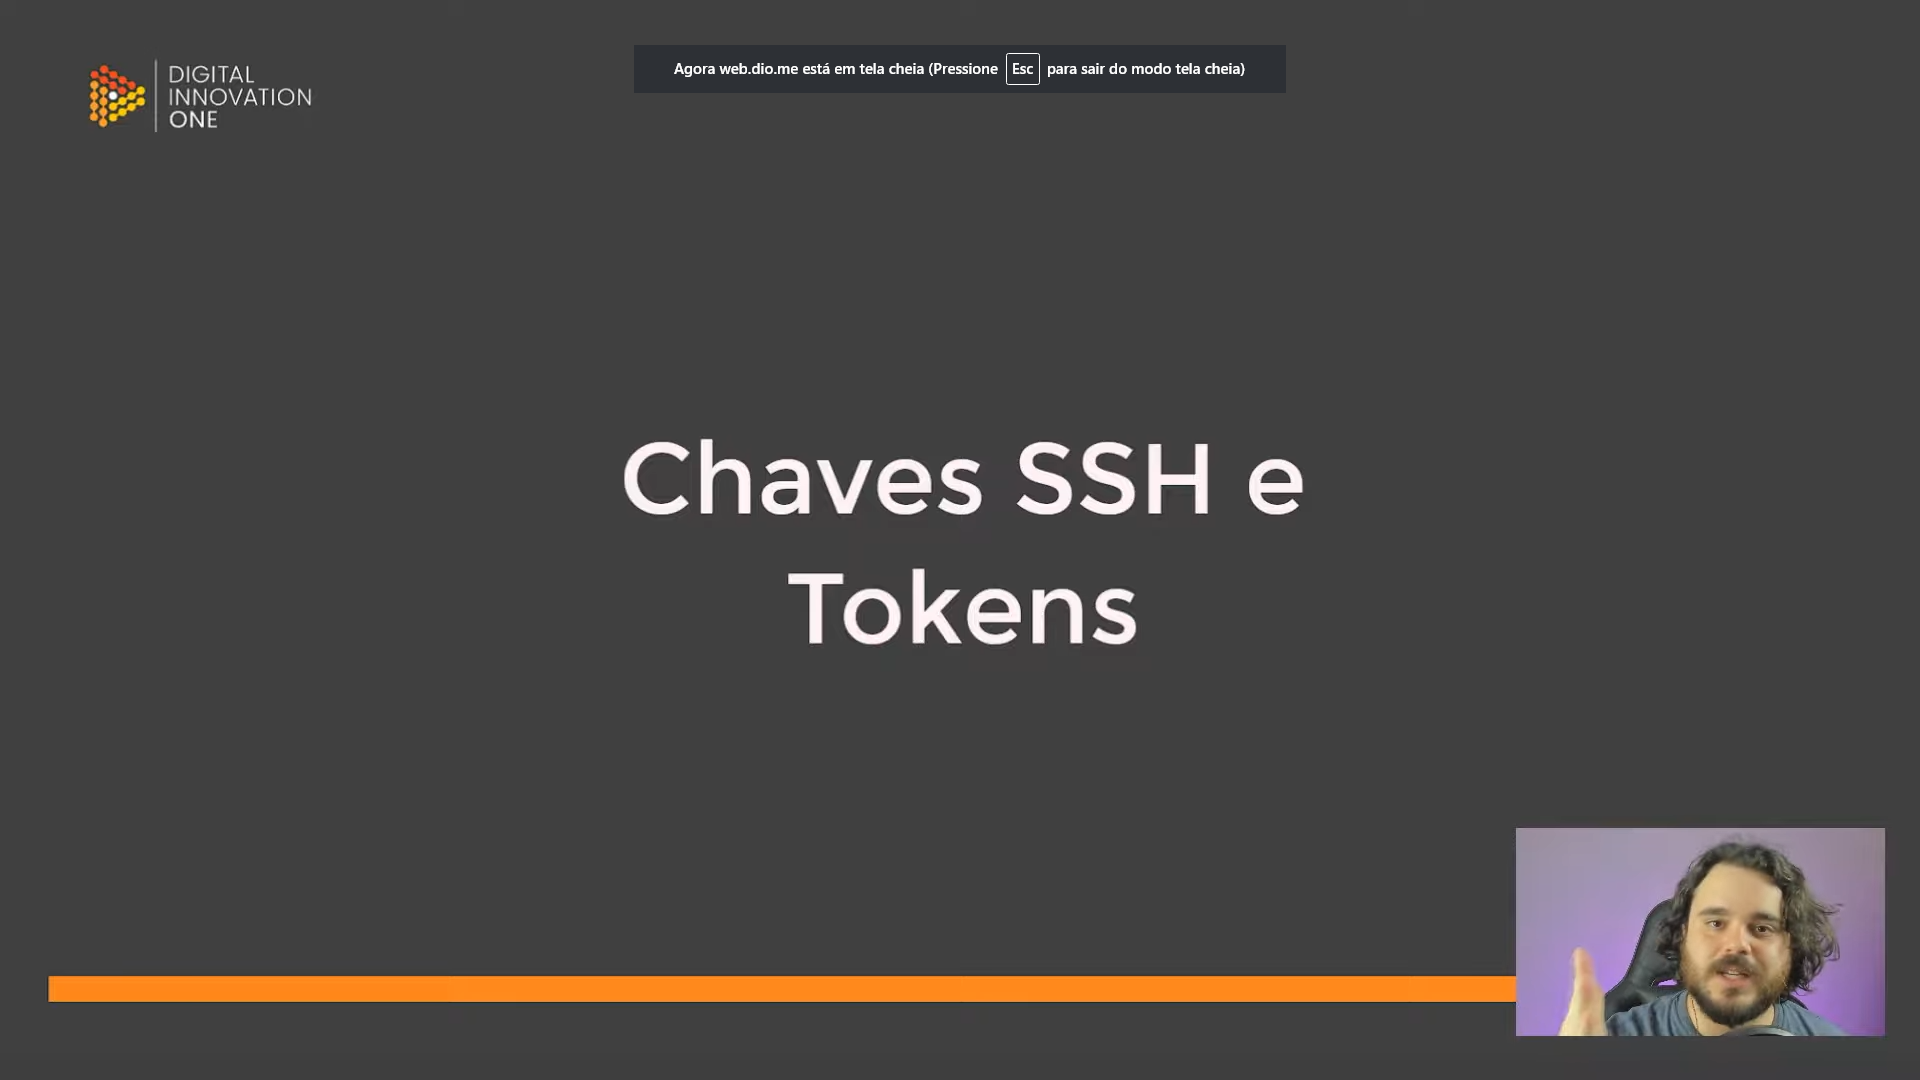 DIGITAL
INNOVATION
ONE
Agora web.dio.me está em tela cheia (Pressione Esc para sair do modo tela cheia)
Chaves SSH e
Tokens